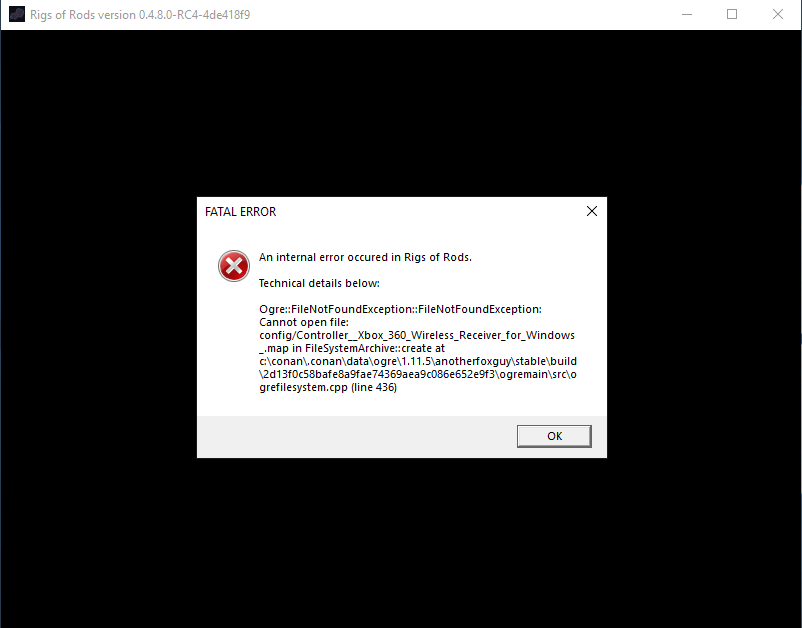 Rigs of Rods version 0.4.8.0-RC4-4de418f9
FATAL ERROR
An internal error occured in Rigs of Rods.
Technical details below:
Ogre::FileNotFoundException::FileNotFoundException:
Cannot open file:
config/Controller__Xbox_360_Wireless_Receiver_for_Windows
_.map in FileSystemArchive::create at
c:\conan\.conan\data\ogre\1.11.5\anotherfoxguy\stable\build
\2d13f0c58bafe8a9fae74369aea9c086e652e9f3\ogremain\src\o
grefilesystem.cpp (line 436)
OK